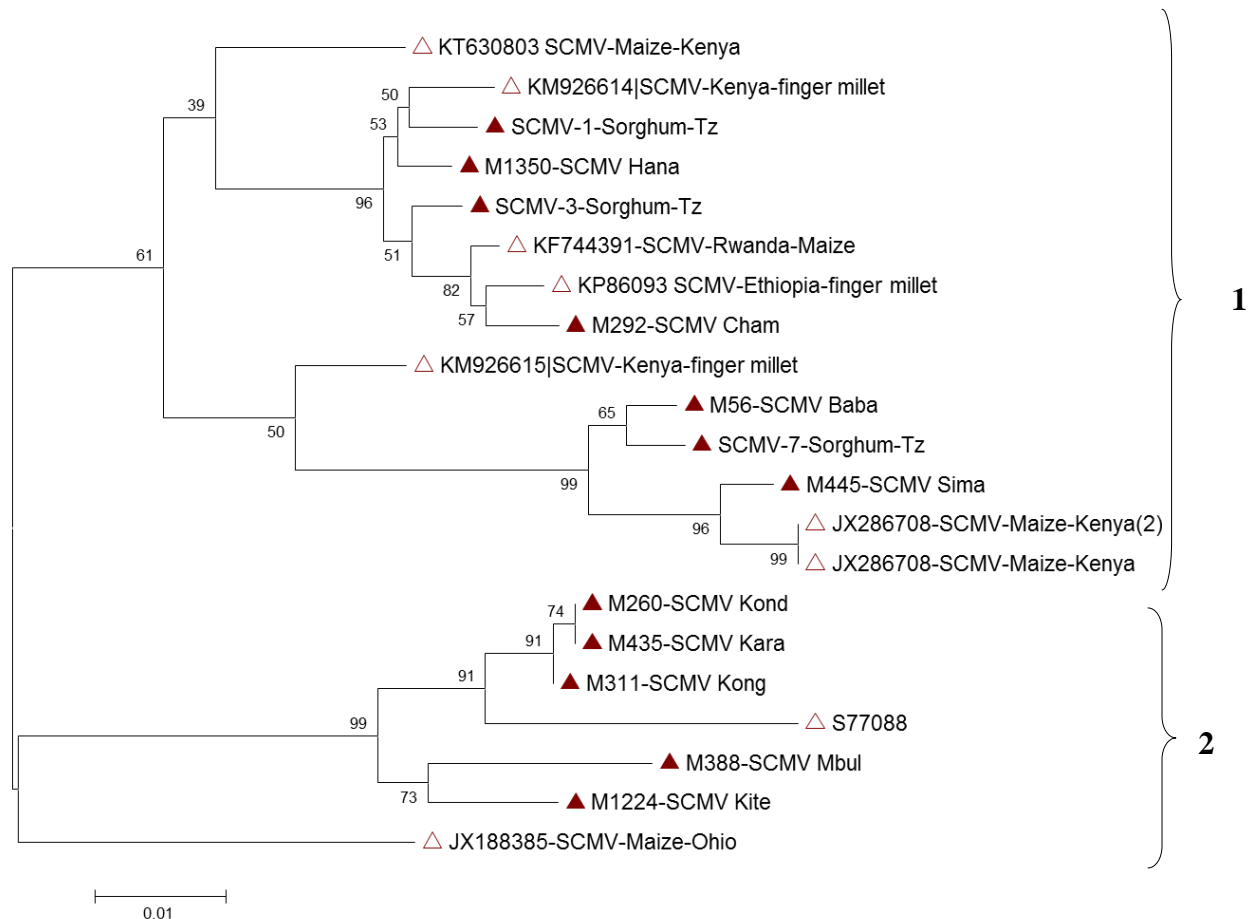 KT630803 SCMV-Maize-Kenya
39
KM926614|SCMV-Kenya-finger millet
50
SCMV-1-Sorghum-Tz
53
M1350-SCMV Hana
96
SCMV-3-Sorghum-Tz
51
KF744391-SCMV-Rwanda-Maize
61
82
KP86093 SCMV-Ethiopia-finger millet
57
M292-SCMV Cham
1
KM926615|SCMV-Kenya-finger millet
50
M56-SCMV Baba
65
SCMV-7-Sorghum-Tz
99
M445-SCMV Sima
96
JX286708-SCMV-Maize-Kenya(2)
99
JX286708-SCMV-Maize-Kenya
M260-SCMV Kond
74
M435-SCMV Kara
91
M311-SCMV Kong
91
S77088
99
2
M388-SCMV Mbul
73
M1224-SCMV Kite
JX188385-SCMV-Maize-Ohio
0.01